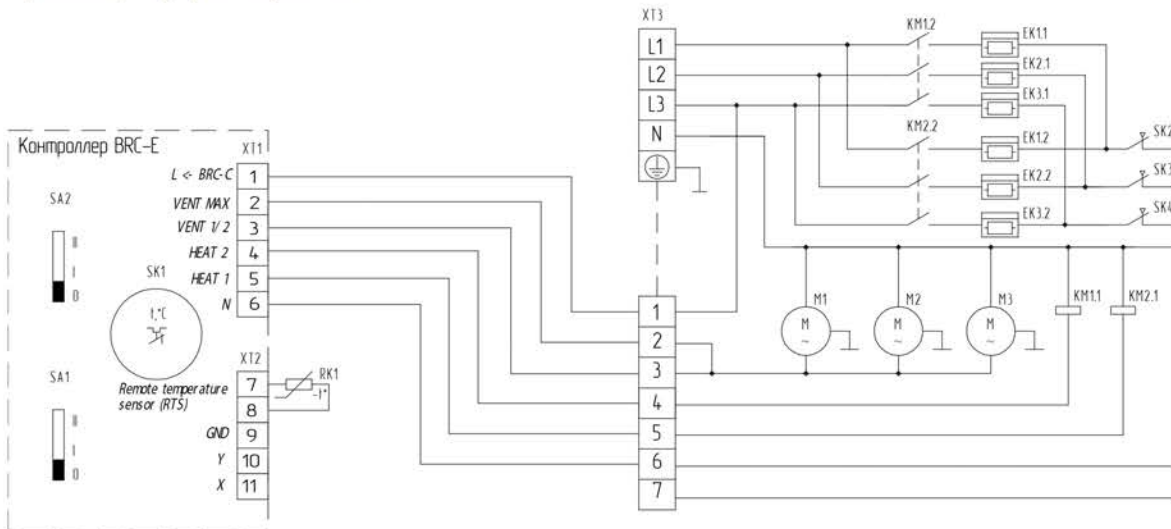 XT3
L1
L2
L3
N
KM1.2
EK1.1
EK2.1
EK3.1
KM2.2
EK1.2
EK2.2
EK3.2
SK2
SK3
SK4
Контроллер BRC-E
XT1
L <- BRC-C 1
VENT MAX 2
VENT 1/2 3
HEAT 2 4
HEAT 1 5
N 6
SA2
III
I
0
SK1
t,°C
XT2
7
8
RK1
-t°
Remote temperature
sensor (RTS)
GND 9
Y 10
X 11
SA1
II
I
0
1
2
3
4
5
6
7
M1
M
~
M2
M
~
M3
M
~
KM1.1
KM2.1